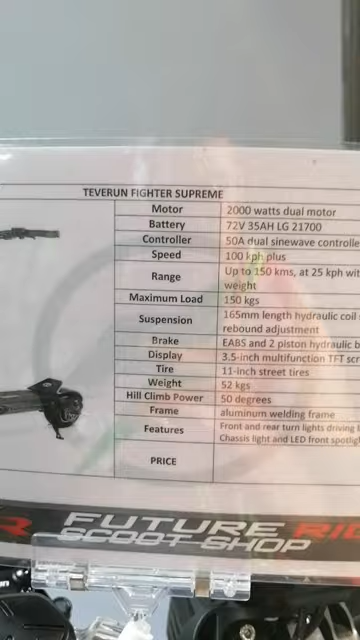 TEVERUN FIGHTER SUPREME
Motor 2000 watts dual motor
Battery 72V 35AH LG 21700
Controller 50A dual sinewave controlle
Speed 100 kph plus
Range Up to 150 kms, at 25 kph wit
weight
Maximum Load 150 kgs
Suspension 165mm length hydraulic coil
rebound adjustment
Brake EABS and 2 piston hydraulic b
Display 3.5-inch multifunction TFT scr
Tire 11-inch street tires
Weight 52 kgs
Hill Climb Power 50 degrees
Frame aluminum welding frame
Features Front and rear turn lights driving
Chassis light and LED front spotlig
PRICE
R FUTURE RID
SCOOT SHOP